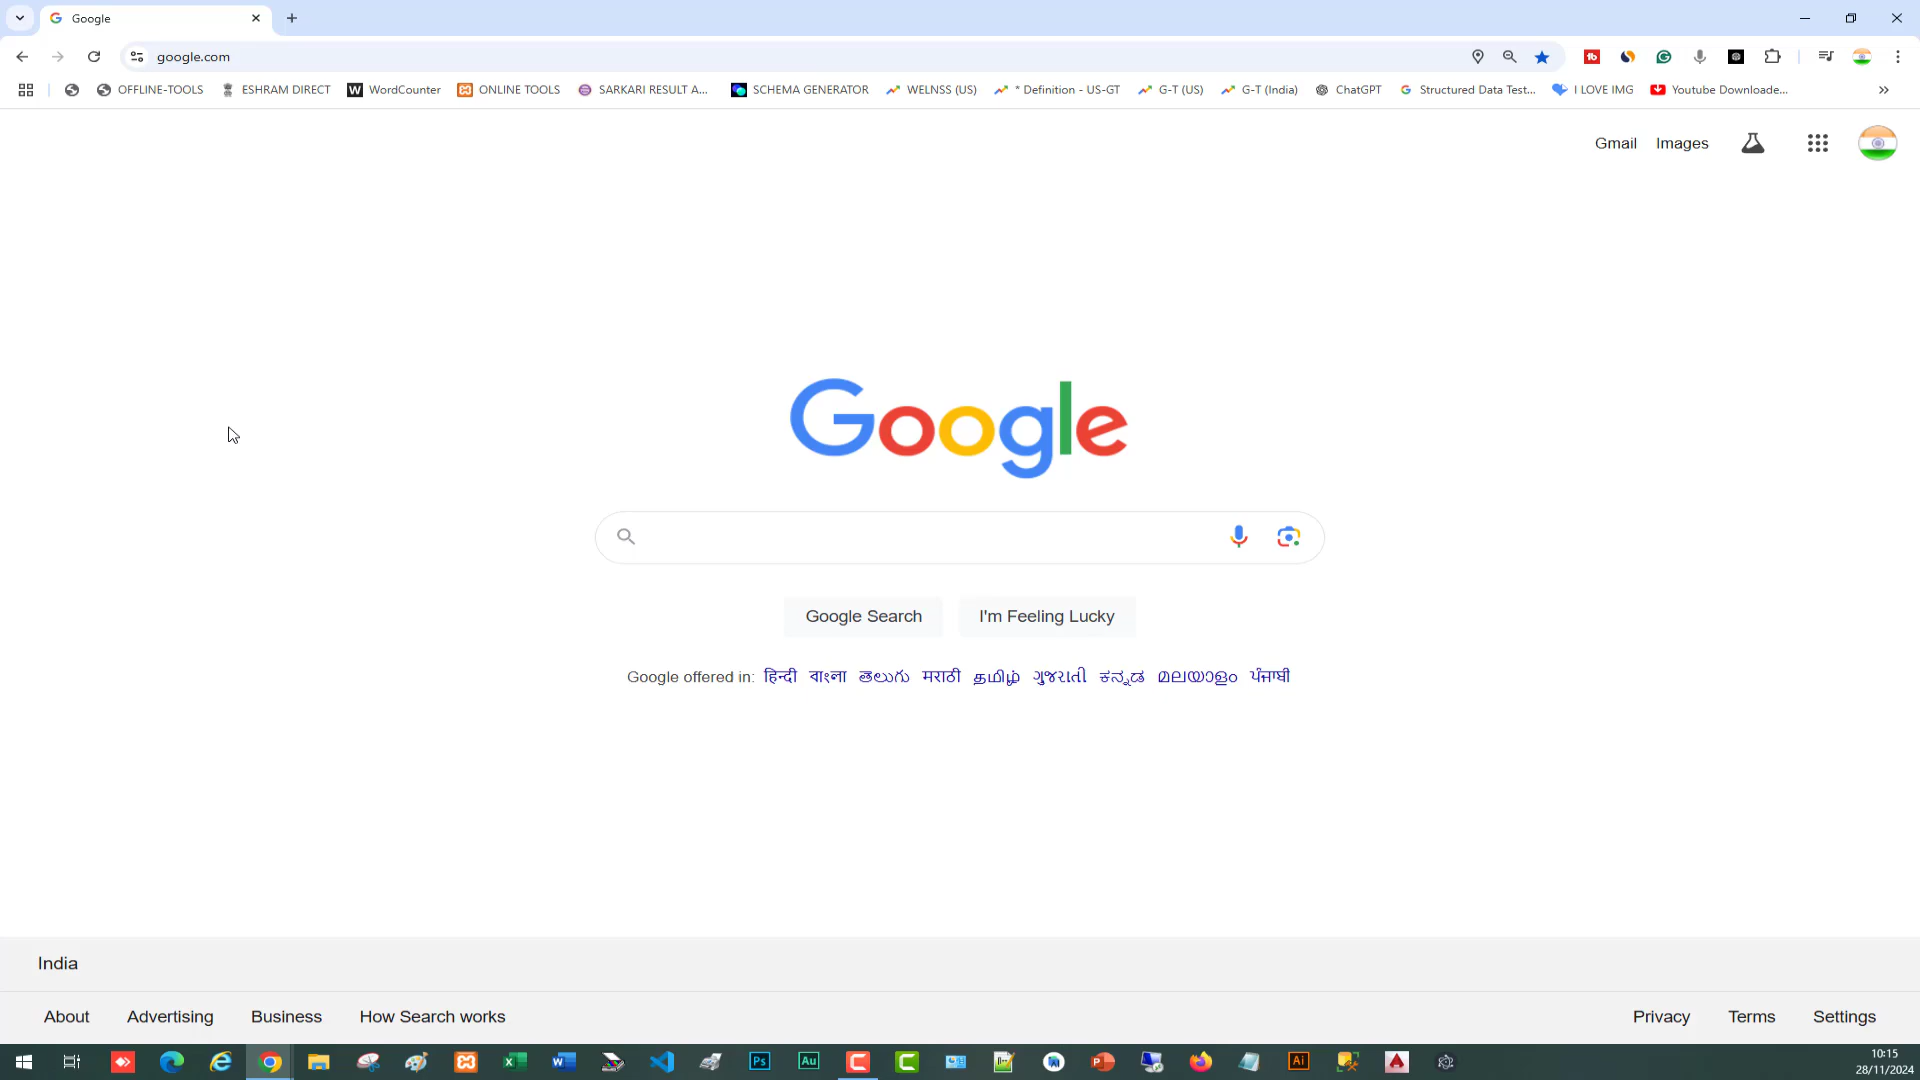 Google
google.com
OFFLINE-TOOLS ESHRAM DIRECT WordCounter ONLINE TOOLS SARKARI RESULT A... SCHEMA GENERATOR WELNSS (US) * Definition - US-GT G-T (US) G-T (India) ChatGPT Structured Data Test... I LOVE IMG Youtube Downloade...
Gmail Images
Google
Google Search I'm Feeling Lucky
Google offered in: हिन्दी বাংলা తెలుగు मराठी தமிழ் ગુજરાતી ಕನ್ನಡ മലയാളം ਪੰਜਾਬੀ
India
About Advertising Business How Search works Privacy Terms Settings
10:15
28/11/2024